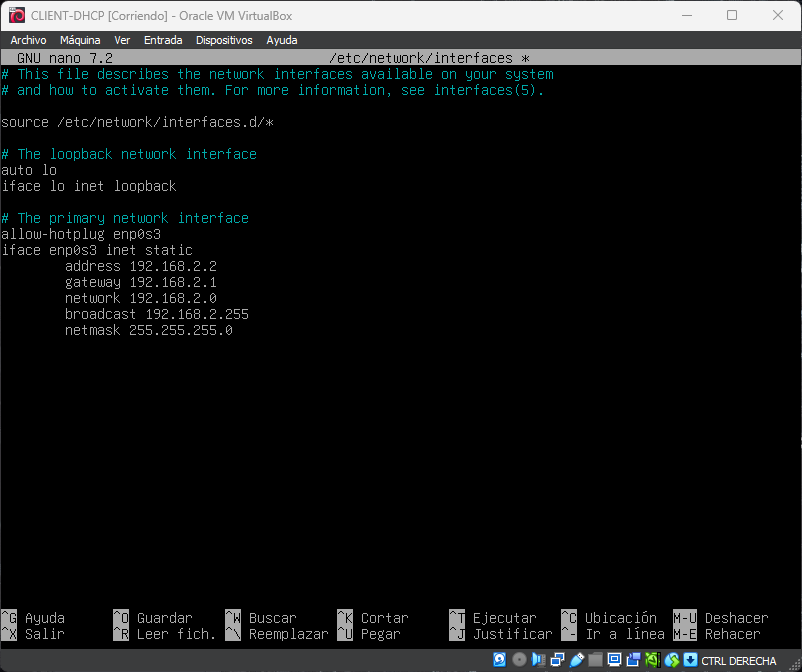 CLIENT-DHCP [Corriendo] - Oracle VM VirtualBox
Archivo Máquina Ver Entrada Dispositivos Ayuda
GNU nano 7.2 /etc/network/interfaces *
# This file describes the network interfaces available on your system
# and how to activate them. For more information, see interfaces(5).
source /etc/network/interfaces.d/*
# The loopback network interface
auto lo
iface lo inet loopback
# The primary network interface
allow-hotplug enp0s3
iface enp0s3 inet static
address 192.168.2.2
gateway 192.168.2.1
network 192.168.2.0
broadcast 192.168.2.255
netmask 255.255.255.0
^G Ayuda ^O Guardar ^W Buscar ^K Cortar ^T Ejecutar ^C Ubicación M-U Deshacer
^X Salir ^R Leer fich. ^\ Reemplazar ^U Pegar ^J Justificar ^- Ir a línea M-E Rehacer
CTRL DERECHA